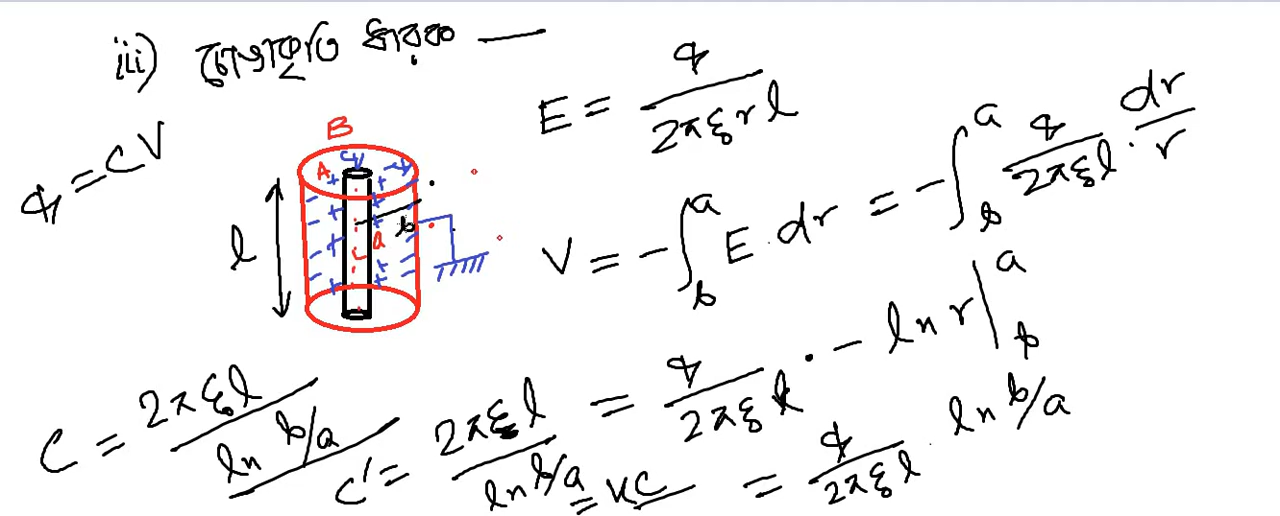 iii) চোঙাকৃতি ধারক —
q = CV
E = q / 2πε₀rl
B
A
l
b
a
V = -∫_b^a E . dr = -∫_b^a q / 2πε₀l . dr / r
= q / 2πε₀l . - ln r |_b^a
= q / 2πε₀l . ln b/a
C = 2πε₀l / ln b/a
C' = 2πεl / ln b/a = KC